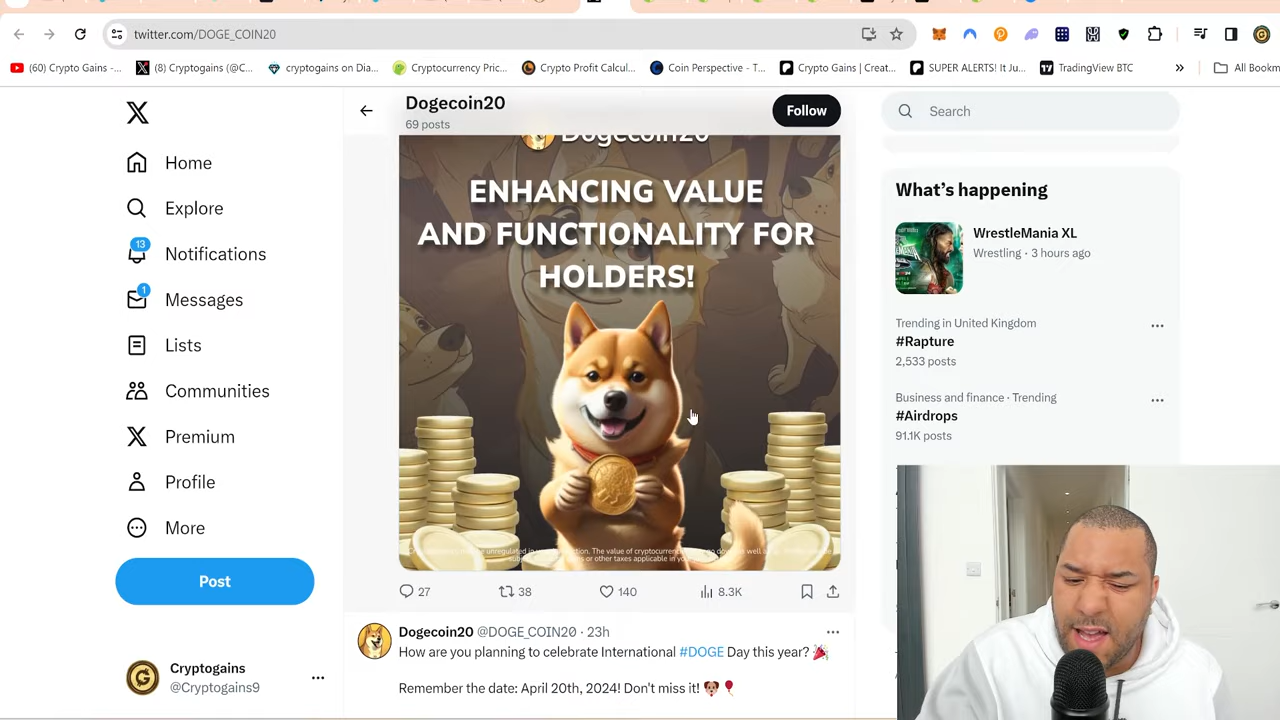 twitter.com/DOGE_COIN20
(60) Crypto Gains -...
(8) Cryptogains (@C...
cryptogains on Dia...
Cryptocurrency Pric...
Crypto Profit Calcul...
Coin Perspective - T...
Crypto Gains | Creat...
SUPER ALERTS! It Ju...
TradingView BTC
All Bookm
Home
Explore
13
Notifications
1
Messages
Lists
Communities
Premium
Profile
More
Post
Cryptogains
@Cryptogains9
Dogecoin20
69 posts
Follow
Dogecoin20
ENHANCING VALUE
AND FUNCTIONALITY FOR
HOLDERS!
27
38
140
8.3K
Dogecoin20 @DOGE_COIN20 · 23h
How are you planning to celebrate International #DOGE Day this year? 🎉
Remember the date: April 20th, 2024! Don't miss it! 🐶🎈
Search
What's happening
WrestleMania XL
Wrestling · 3 hours ago
Trending in United Kingdom
#Rapture
2,533 posts
Business and finance · Trending
#Airdrops
91.1K posts